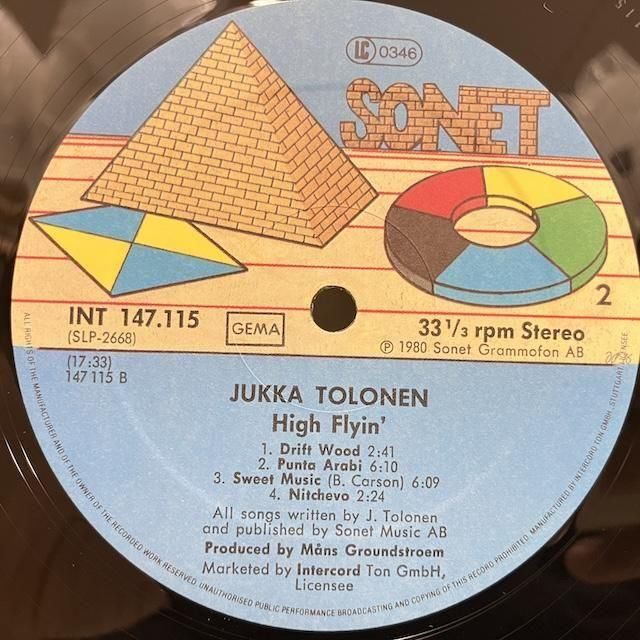 LC 0346
SONET
2
INT 147.115
(SLP-2668)
GEMA
33 1/3 rpm Stereo
℗ 1980 Sonet Grammofon AB
(17:33)
147 115 B
JUKKA TOLONEN
High Flyin'
1. Drift Wood 2:41
2. Punta Arabi 6:10
3. Sweet Music (B. Carson) 6:09
4. Nitchevo 2:24
All songs written by J. Tolonen
and published by Sonet Music AB
Produced by Måns Groundstroem
Marketed by Intercord Ton GmbH,
Licensee
ALL RIGHTS OF THE MANUFACTURER AND OF THE OWNER OF THE RECORDED WORK RESERVED. UNAUTHORISED PUBLIC PERFORMANCE BROADCASTING AND COPYING OF THIS RECORD PROHIBITED. MANUFACTURED BY INTERCORD TON GMBH, STUTTGART,